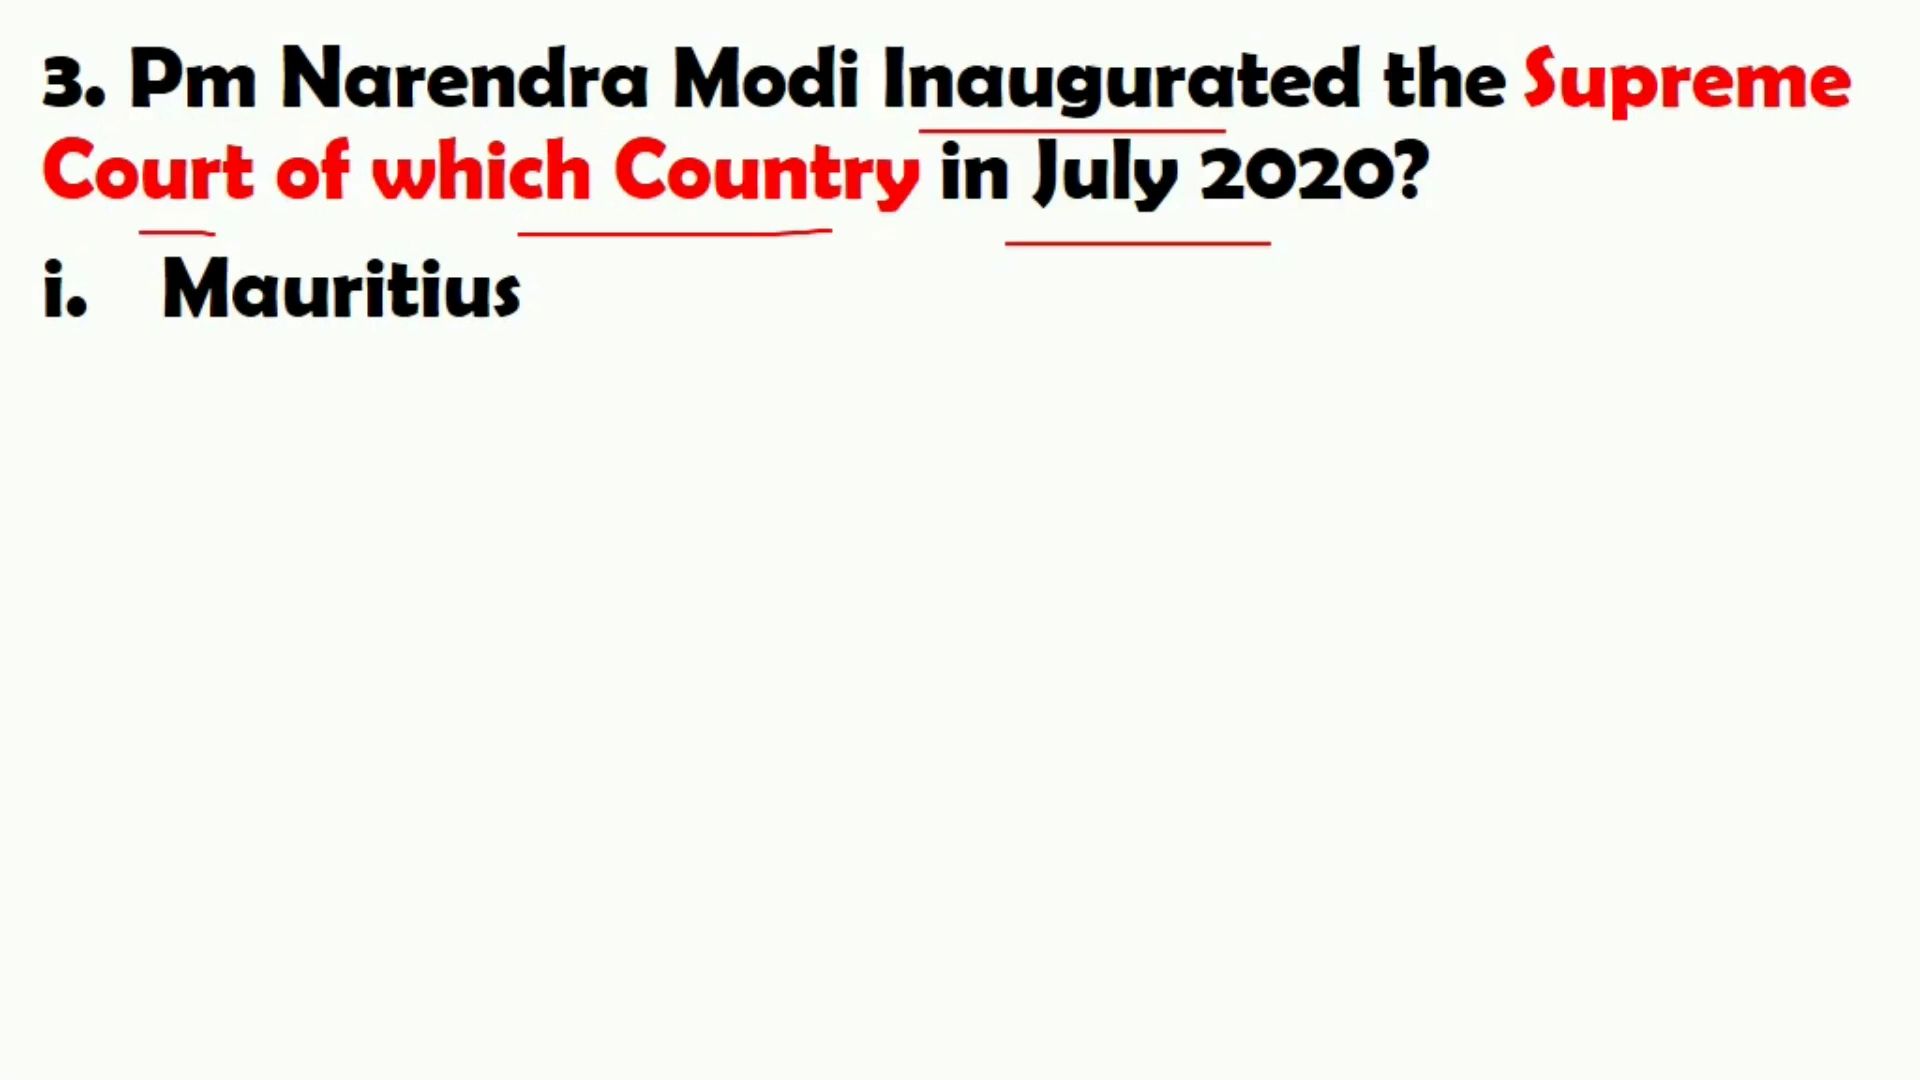 3. Pm Narendra Modi Inaugurated the Supreme
Court of which Country in July 2020?
i. Mauritius